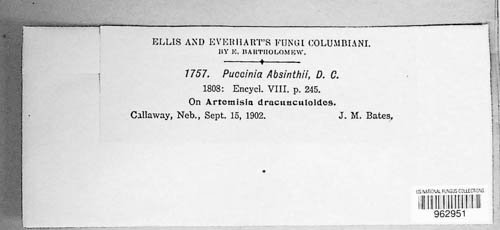 ELLIS AND EVERHART'S FUNGI COLUMBIANI.
BY E. BARTHOLOMEW.
1757. Puccinia Absinthii, D. C.
1808: Encycl. VIII. p. 245.
On Artemisia dracunculoides.
Callaway, Neb., Sept. 15, 1902. J. M. Bates,
US NATIONAL FUNGUS COLLECTIONS
962951